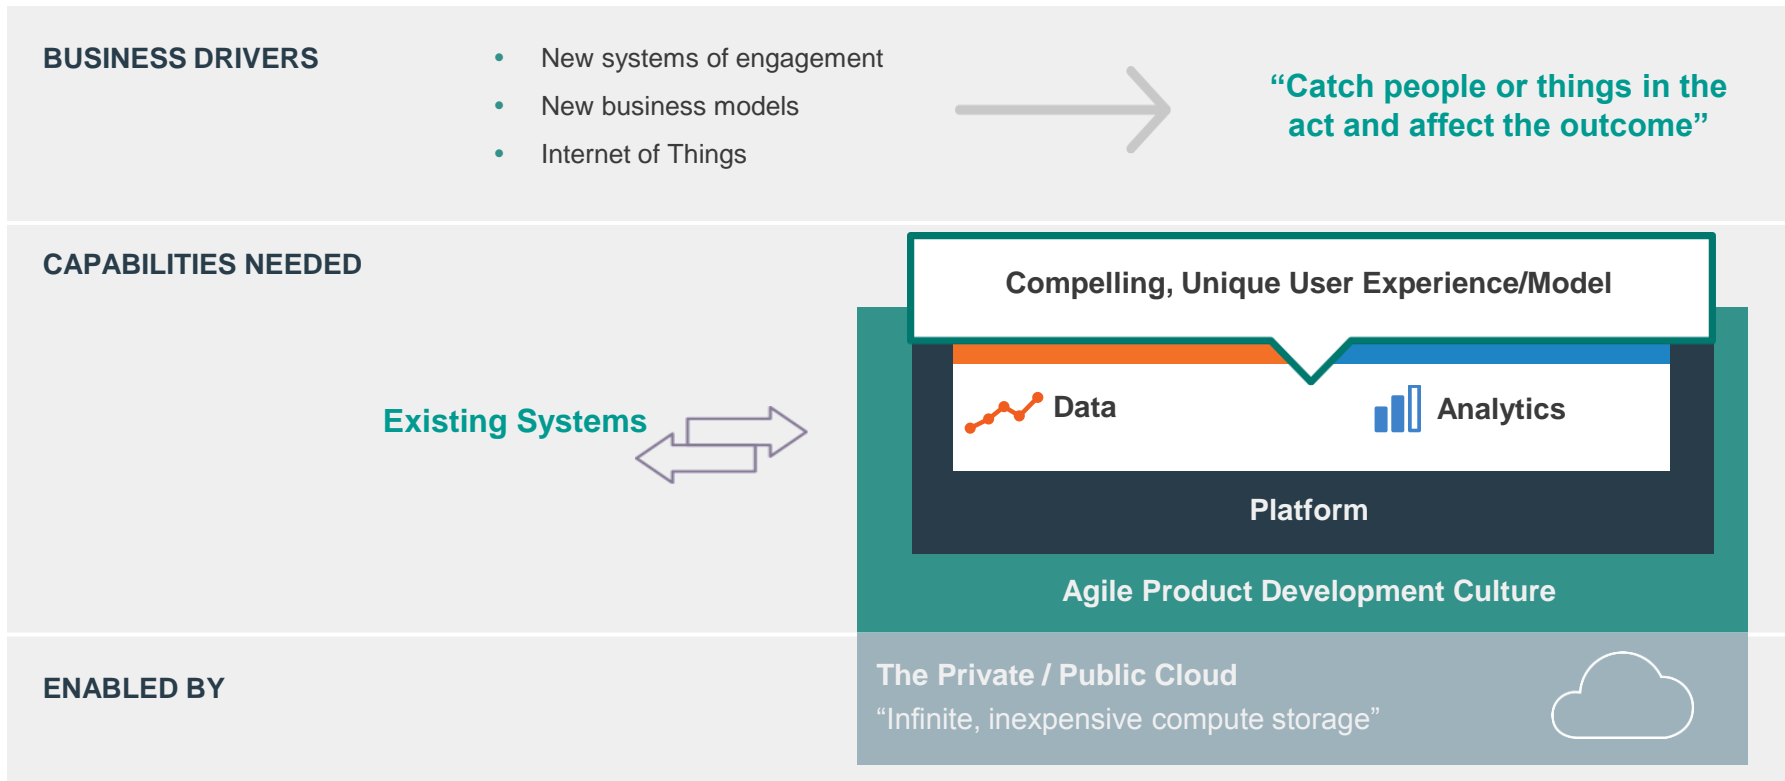 BUSINESS DRIVERS
• New systems of engagement
• New business models
• Internet of Things
“Catch people or things in the
act and affect the outcome”
CAPABILITIES NEEDED
Compelling, Unique User Experience/Model
Existing Systems
Data
Analytics
Platform
Agile Product Development Culture
ENABLED BY
The Private / Public Cloud
“Infinite, inexpensive compute storage”